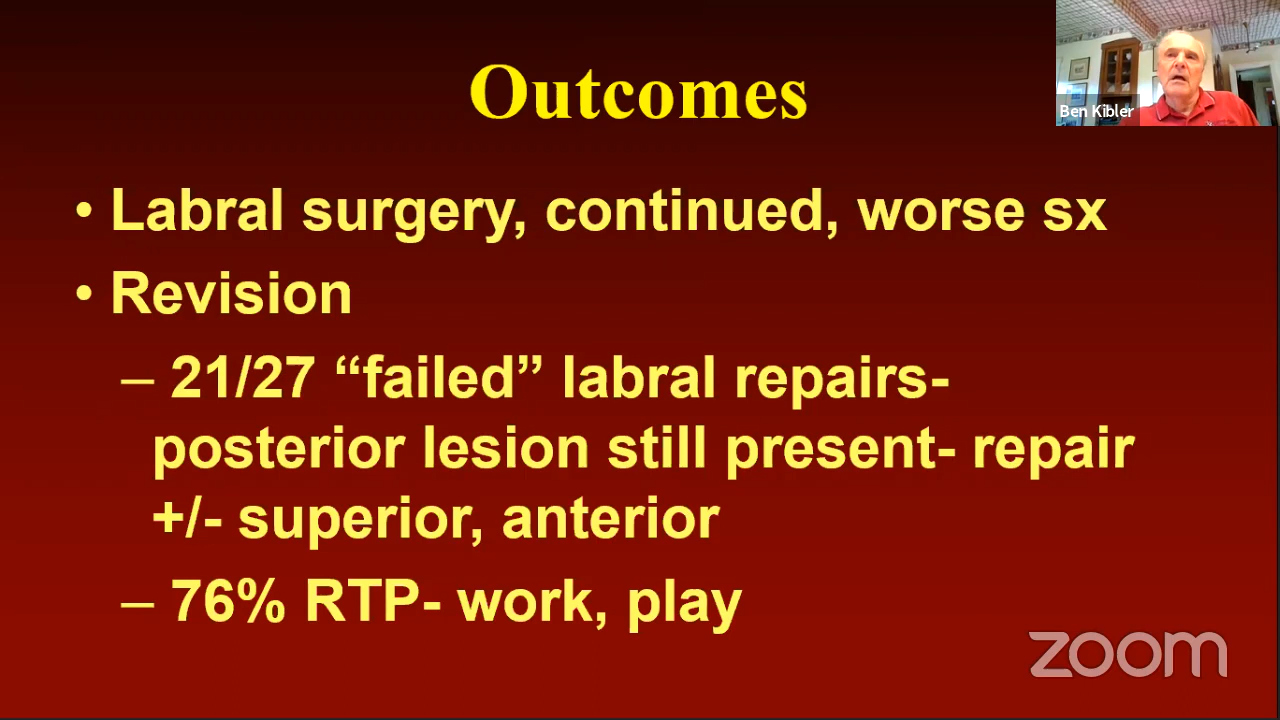 Outcomes
Ben Kibler
• Labral surgery, continued, worse sx
• Revision
– 21/27 “failed” labral repairs-
posterior lesion still present- repair
+/- superior, anterior
– 76% RTP- work, play
zoom